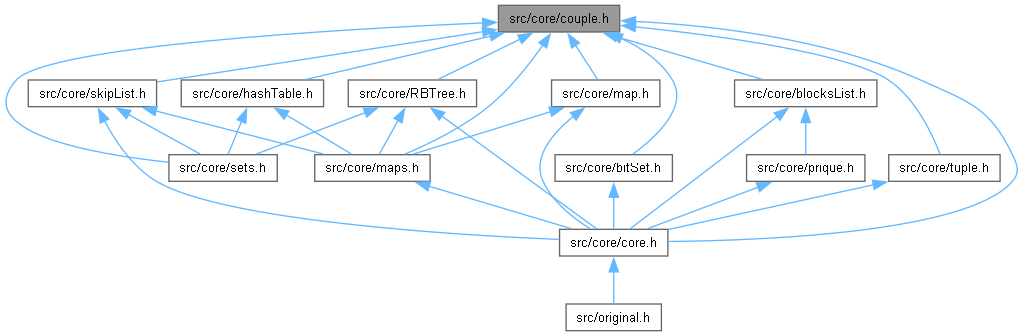 src/core/couple.h
src/core/skipList.h
src/core/hashTable.h
src/core/RBTree.h
src/core/map.h
src/core/blocksList.h
src/core/sets.h
src/core/maps.h
src/core/bitSet.h
src/core/prique.h
src/core/tuple.h
src/core/core.h
src/original.h